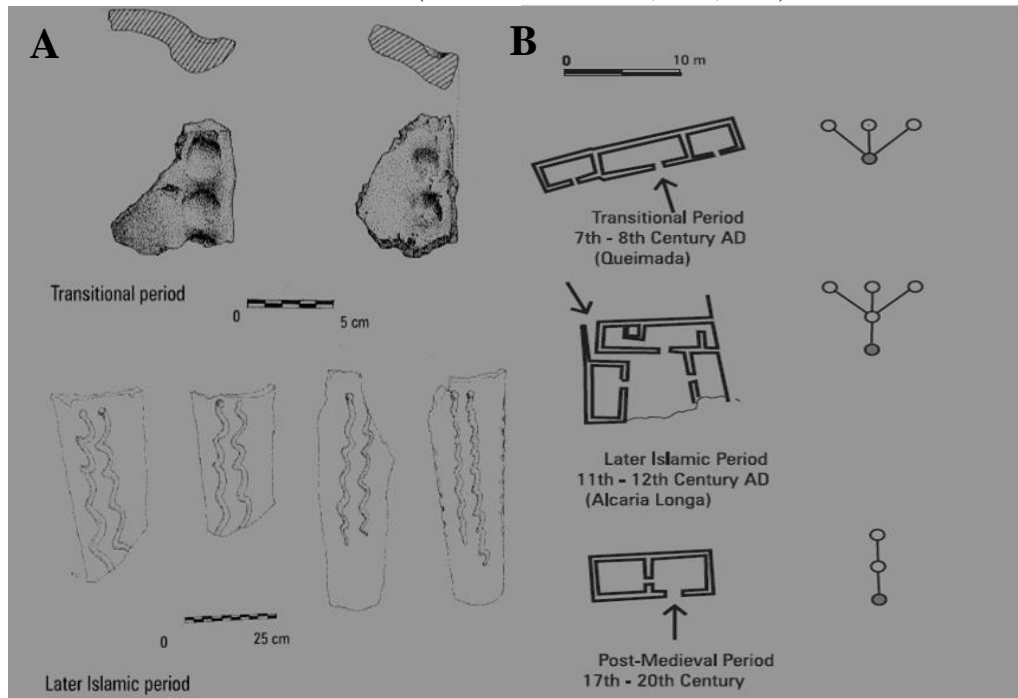 A
Transitional period
0
5 cm
0
25 cm
Later Islamic period
B
0
10 m
Transitional Period
7th - 8th Century AD
(Queimada)
Later Islamic Period
11th - 12th Century AD
(Alcaria Longa)
Post-Medieval Period
17th - 20th Century